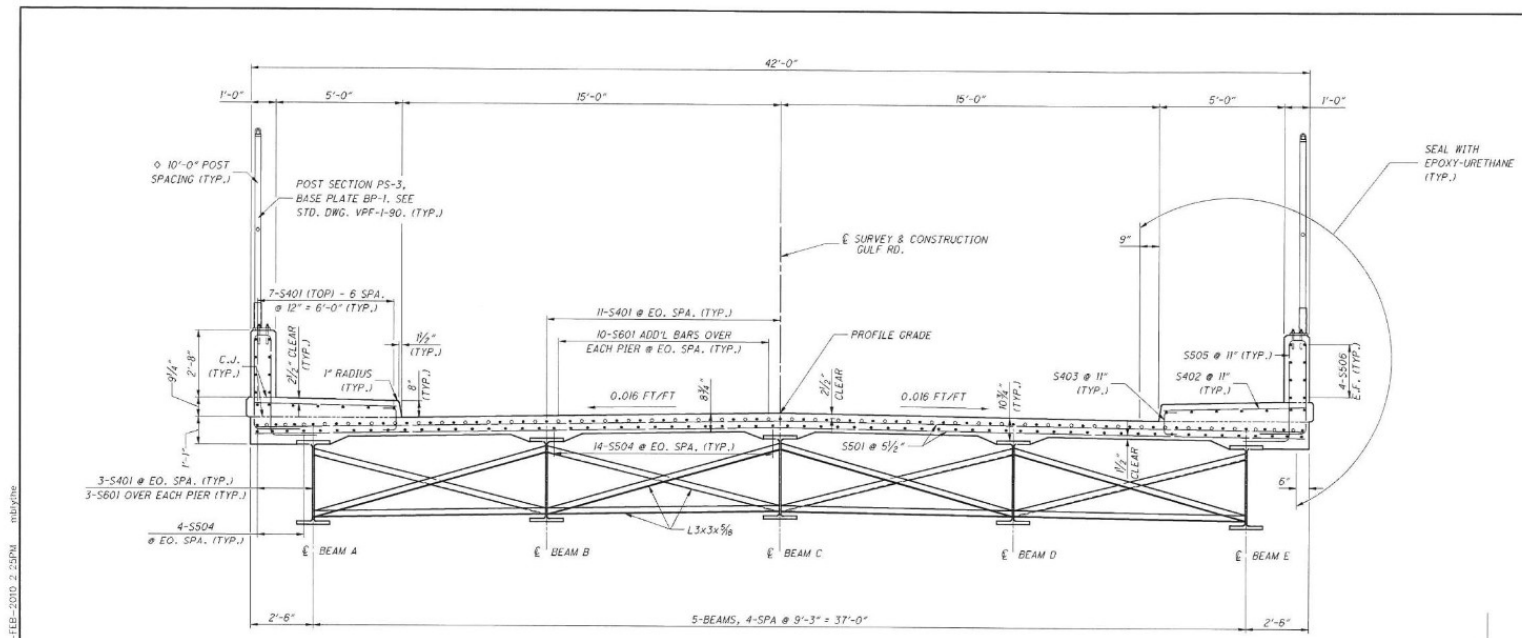 42'-0"
1'-0"
5'-0"
15'-0"
15'-0"
5'-0"
1'-0"
◊ 10'-0" POST
SPACING (TYP.)
POST SECTION PS-3,
BASE PLATE BP-1. SEE
STD. DWG. VPF-1-90. (TYP.)
SEAL WITH
EPOXY-URETHANE
(TYP.)
℄ SURVEY & CONSTRUCTION
GULF RD.
9"
7-S401 (TOP) - 6 SPA.
@ 12" = 6'-0" (TYP.)
11-S401 @ EQ. SPA. (TYP.)
10-S601 ADD'L BARS OVER
EACH PIER @ EQ. SPA. (TYP.)
PROFILE GRADE
2'-8"
9¼"
C.J.
(TYP.)
2½" CLEAR
(TYP.)
1" RADIUS
(TYP.)
1½"
(TYP.)
8"
(TYP.)
0.016 FT/FT
8¾"
2½"
CLEAR
0.016 FT/FT
10¾"
(TYP.)
S505 @ 11"
(TYP.)
S403 @ 11"
(TYP.)
S402 @ 11"
(TYP.)
4-S506
E.F. (TYP.)
1'-1"
14-S504 @ EQ. SPA. (TYP.)
S501 @ 5½"
1½"
CLEAR
6"
3-S401 @ EQ. SPA. (TYP.)
3-S601 OVER EACH PIER (TYP.)
4-S504
@ EQ. SPA. (TYP.)
L3x3x5/16
℄ BEAM A
℄ BEAM B
℄ BEAM C
℄ BEAM D
℄ BEAM E
2'-6"
5-BEAMS, 4-SPA @ 9'-3" = 37'-0"
2'-6"
-FEB-2010 2:25PM mblythe